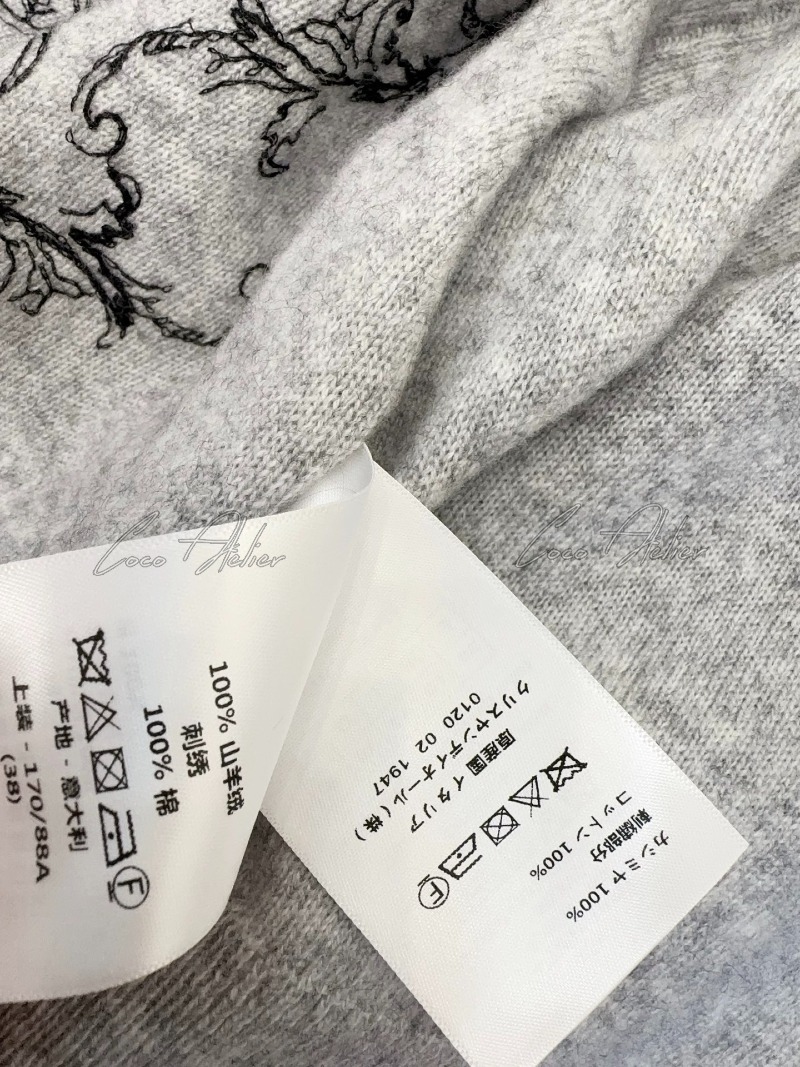 Coco Atelier
Coco Atelier
100% 山羊绒
刺绣
100% 棉
产地 - 意大利
上装 - 170/88A
(38)
カシミヤ 100%
刺繍部分
コットン 100%
F
F
原産国 イタリア
クリスチャンディオール(株)
0120 02 1947